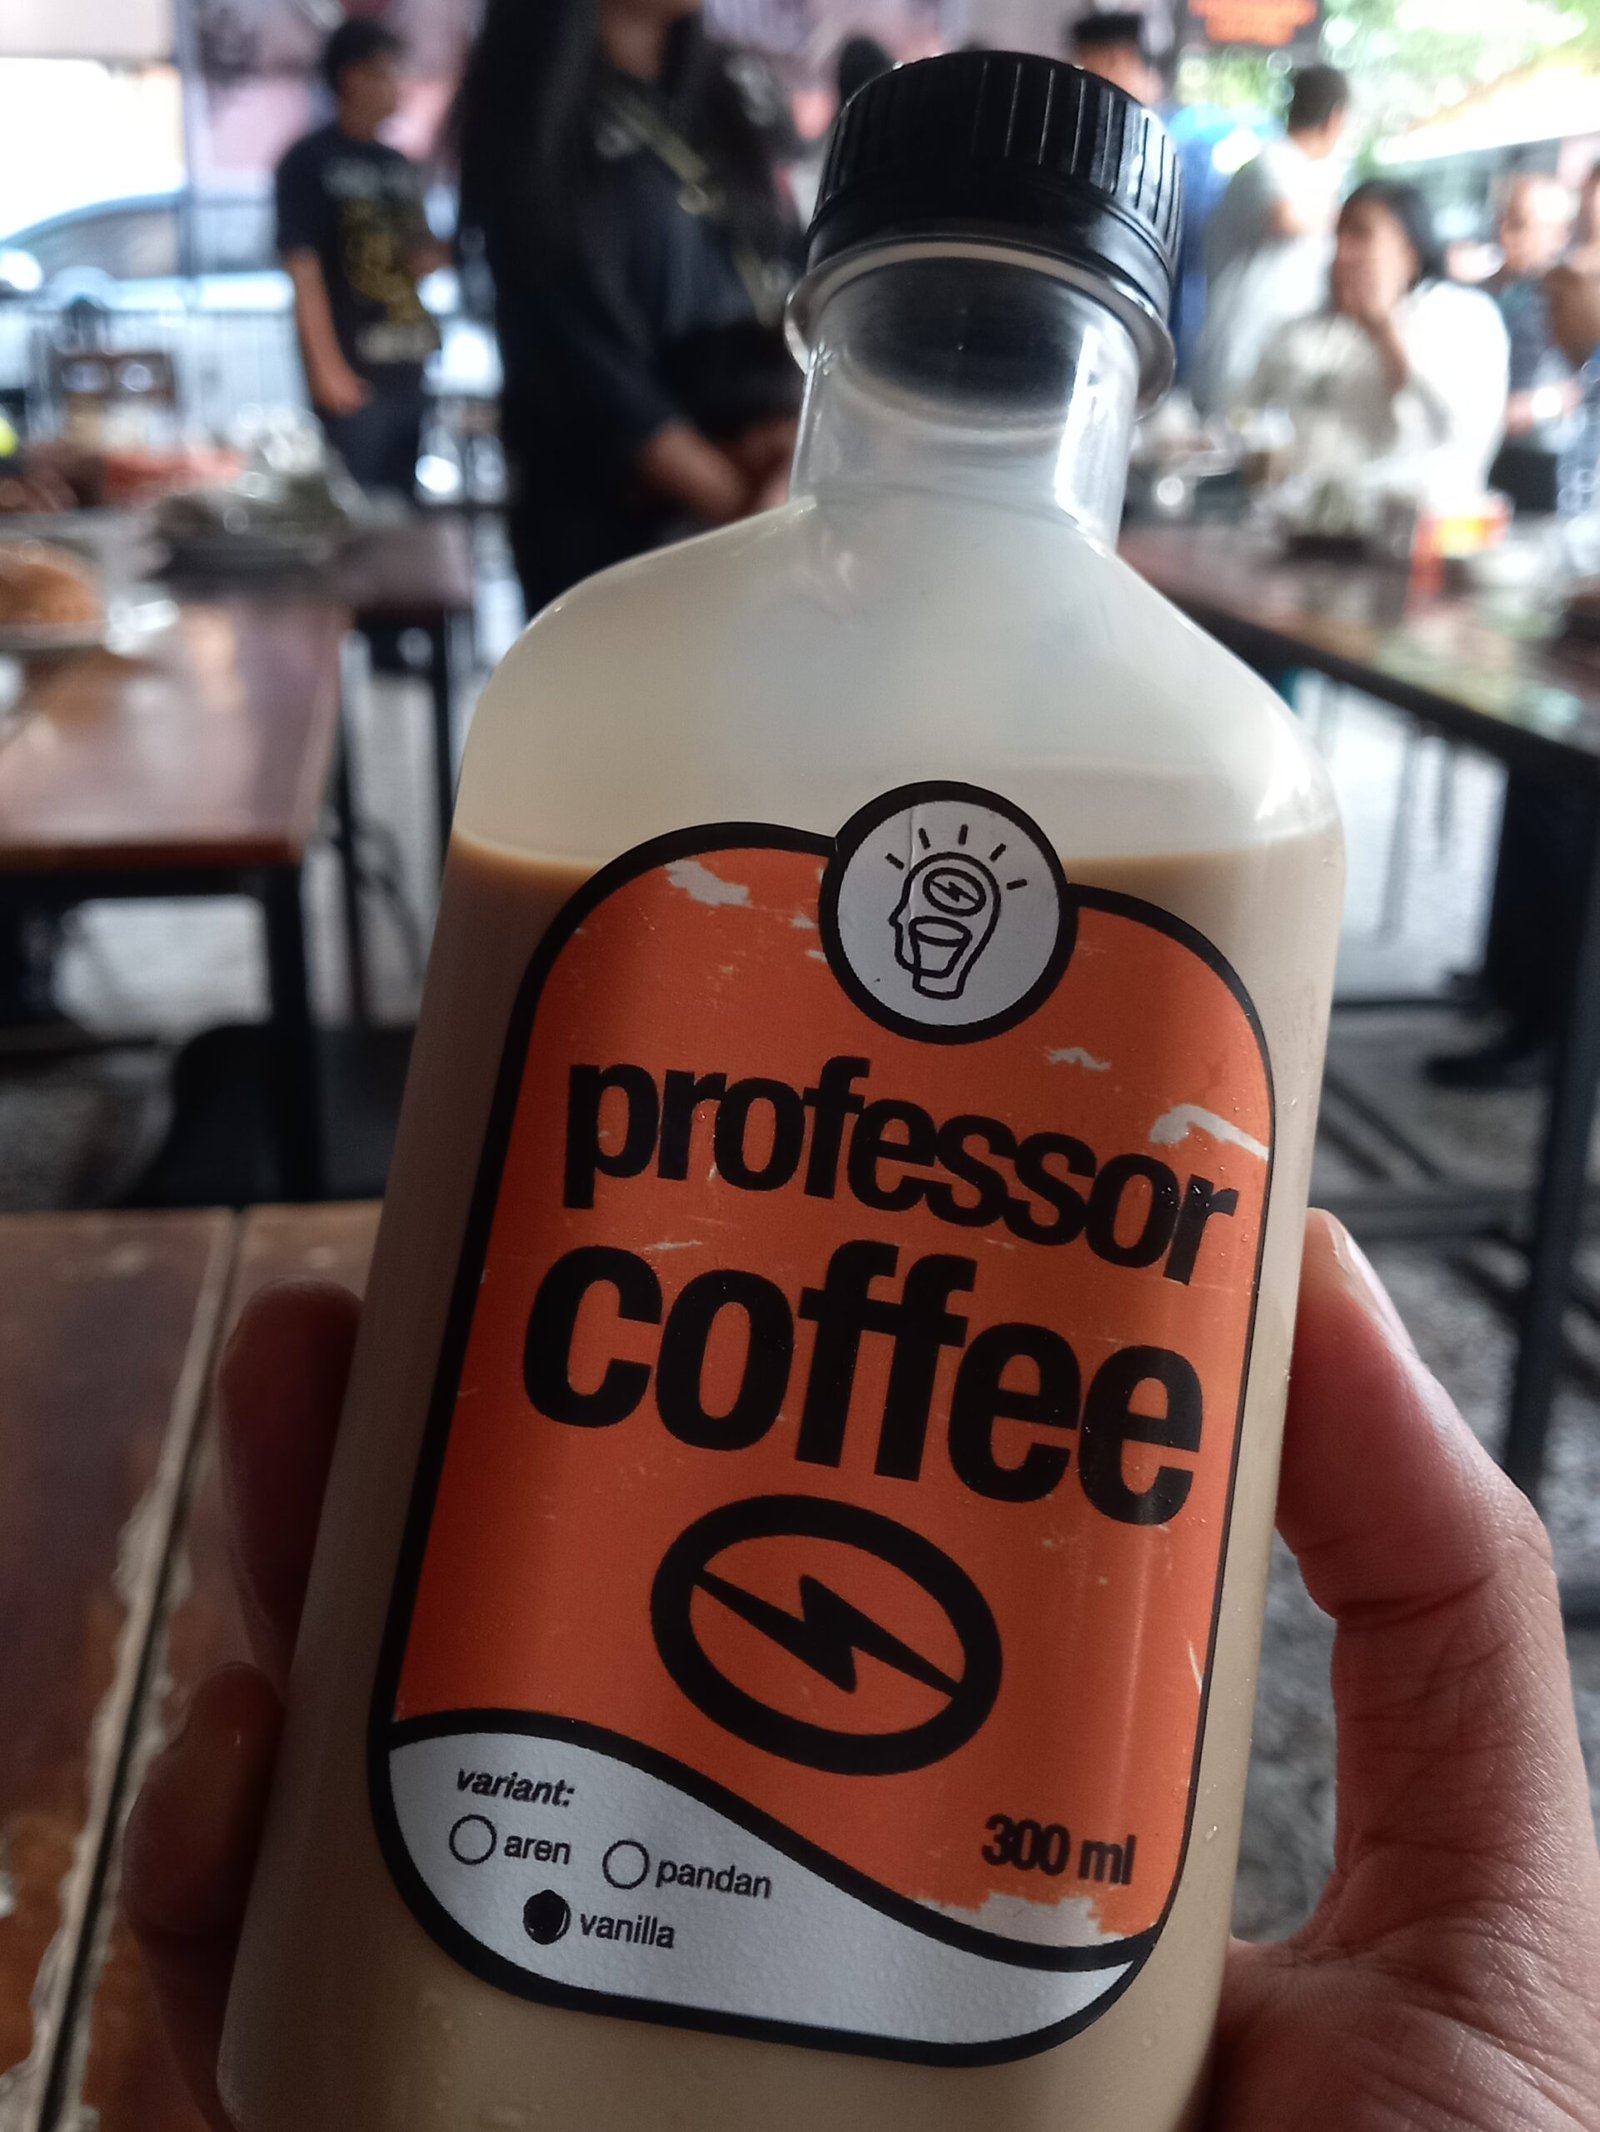 professor
coffee
variant:
aren pandan
vanilla
300 ml